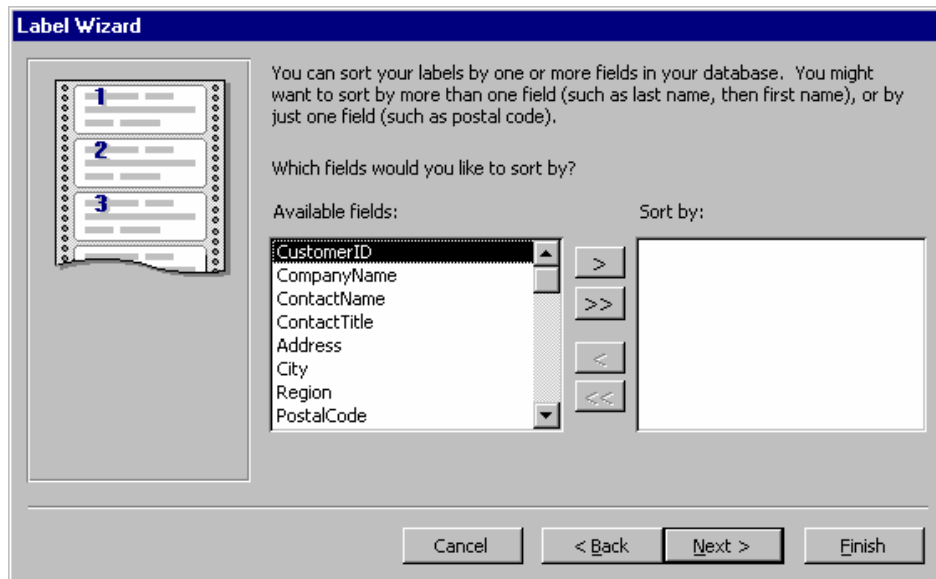 Label Wizard
1
2
3
You can sort your labels by one or more fields in your database.  You might
want to sort by more than one field (such as last name, then first name), or by
just one field (such as postal code).
Which fields would you like to sort by?
Available fields:
Sort by:
CustomerID
CompanyName
ContactName
ContactTitle
Address
City
Region
PostalCode
>
>>
<
<<
Cancel
< Back
Next >
Finish